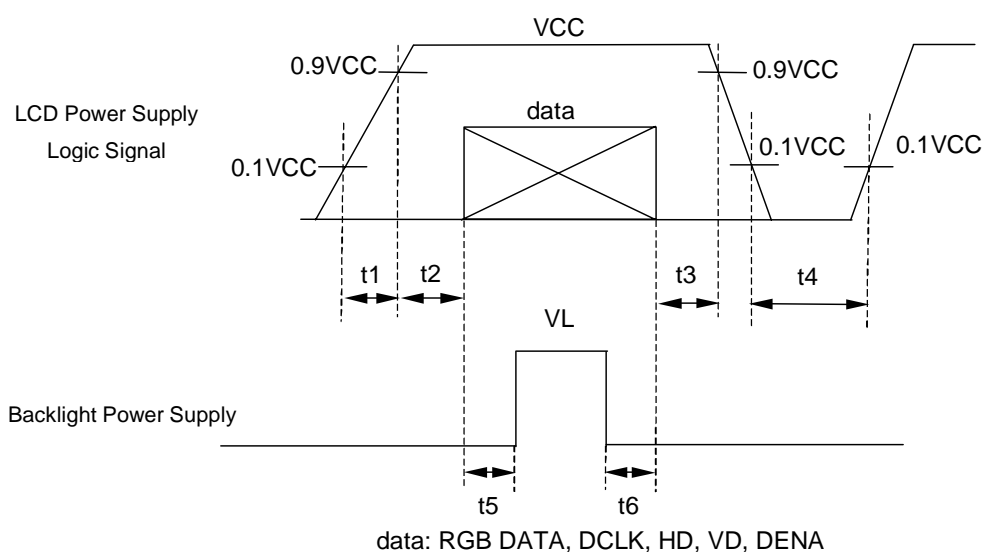 VCC
0.9VCC
0.9VCC
LCD Power Supply
Logic Signal
data
0.1VCC
0.1VCC
0.1VCC
t1
t2
t3
t4
VL
Backlight Power Supply
t5
t6
data: RGB DATA, DCLK, HD, VD, DENA